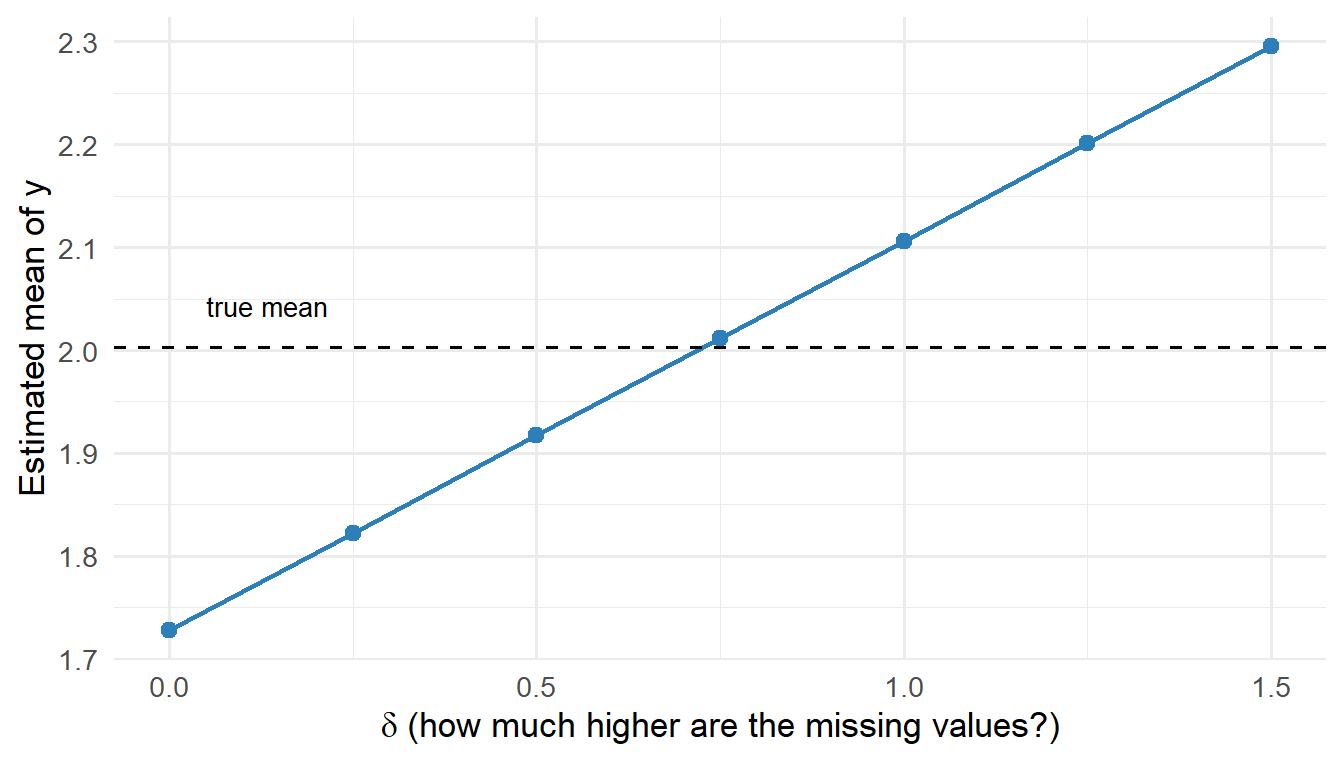 Estimated mean of y
2.3
2.2
2.1
2.0
1.9
1.8
1.7
true mean
0.0 0.5 1.0 1.5
δ (how much higher are the missing values?)